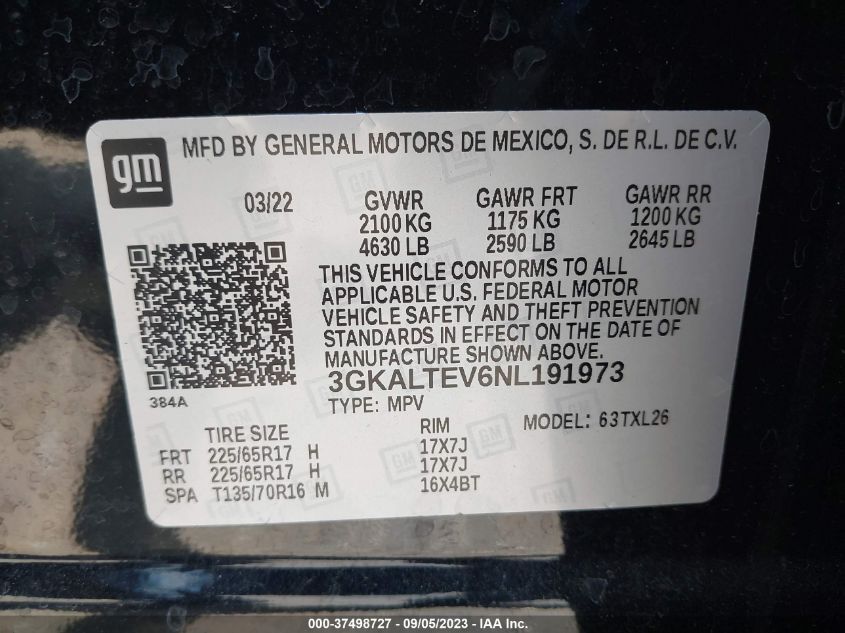 gm
MFD BY GENERAL MOTORS DE MEXICO, S. DE R.L. DE C.V.
03/22 GVWR GAWR FRT GAWR RR
2100 KG 1175 KG 1200 KG
4630 LB 2590 LB 2645 LB
THIS VEHICLE CONFORMS TO ALL
APPLICABLE U.S. FEDERAL MOTOR
VEHICLE SAFETY AND THEFT PREVENTION
STANDARDS IN EFFECT ON THE DATE OF
MANUFACTURE SHOWN ABOVE.
3GKALTEV6NL191973
384A
TYPE: MPV MODEL: 63TXL26
TIRE SIZE RIM
FRT 225/65R17 H 17X7J
RR 225/65R17 H 17X7J
SPA T135/70R16 M 16X4BT
000-37498727 - 09/05/2023 - IAA Inc.